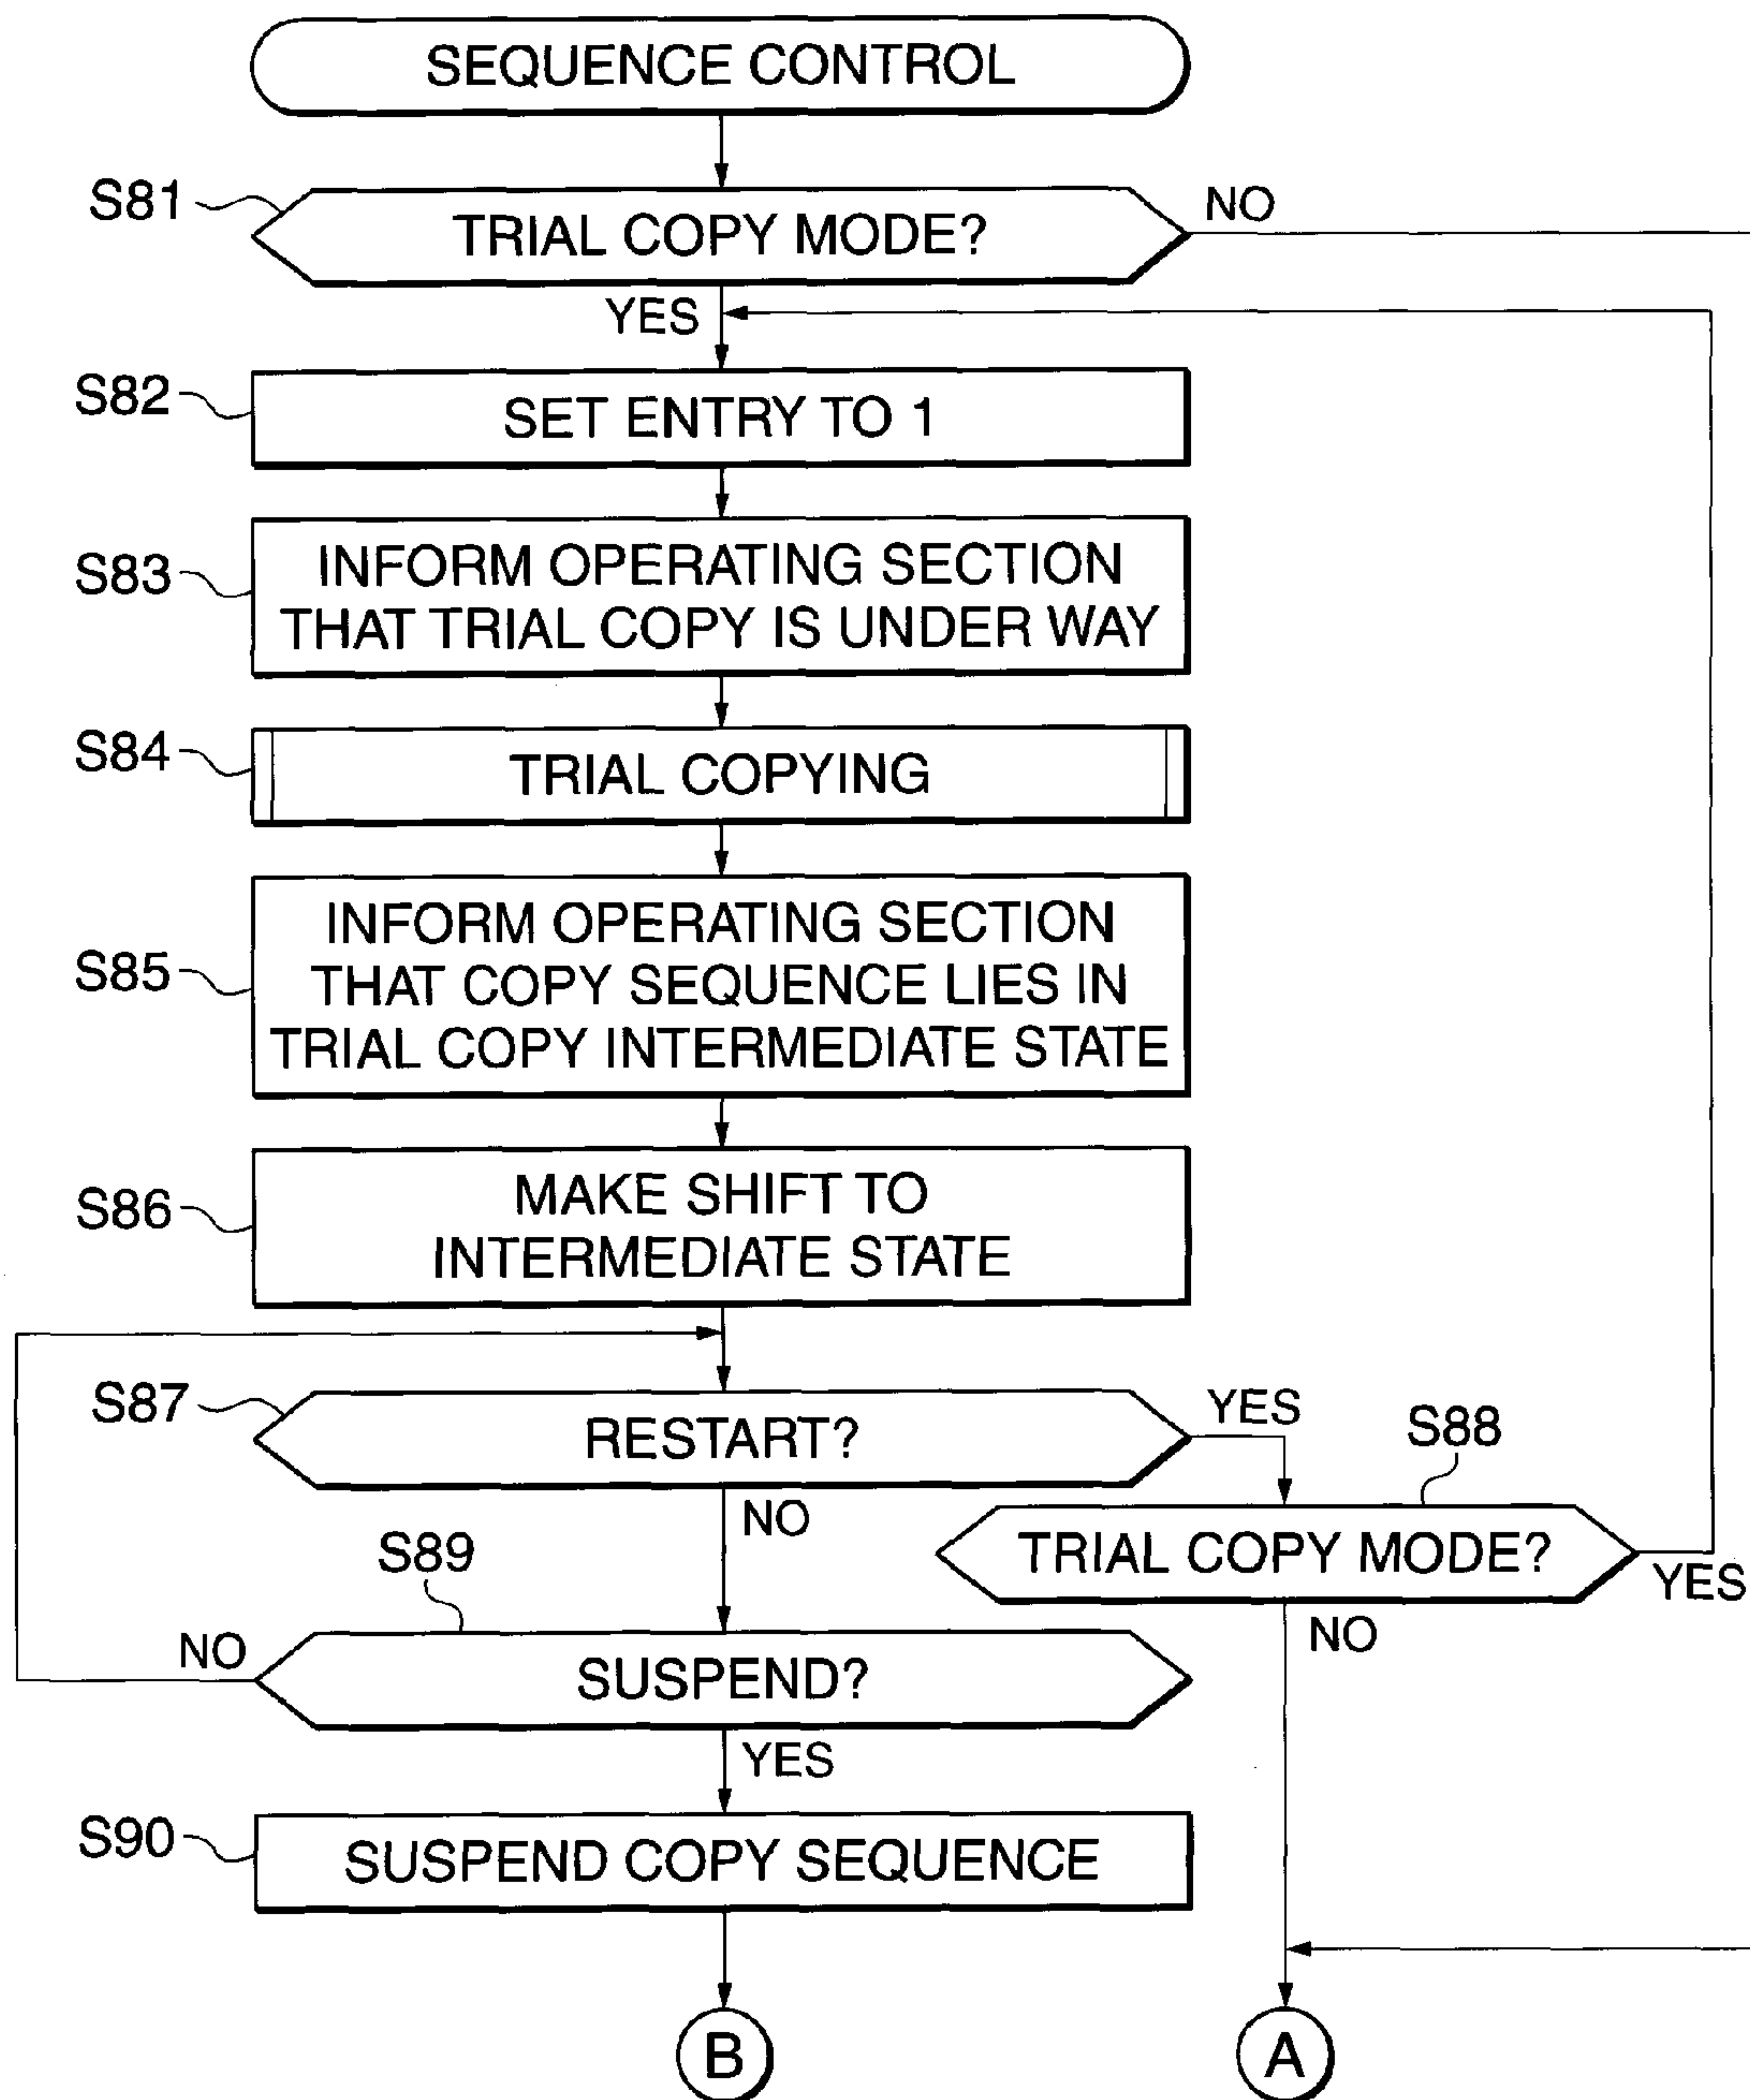 SEQUENCE CONTROL
S81
TRIAL COPY MODE?
NO
YES
S82
SET ENTRY TO 1
S83
INFORM OPERATING SECTION
THAT TRIAL COPY IS UNDER WAY
S84
TRIAL COPYING
S85
INFORM OPERATING SECTION
THAT COPY SEQUENCE LIES IN
TRIAL COPY INTERMEDIATE STATE
S86
MAKE SHIFT TO
INTERMEDIATE STATE
S87
RESTART?
YES
S88
NO
TRIAL COPY MODE?
YES
S89
NO
NO
SUSPEND?
YES
S90
SUSPEND COPY SEQUENCE
B
A